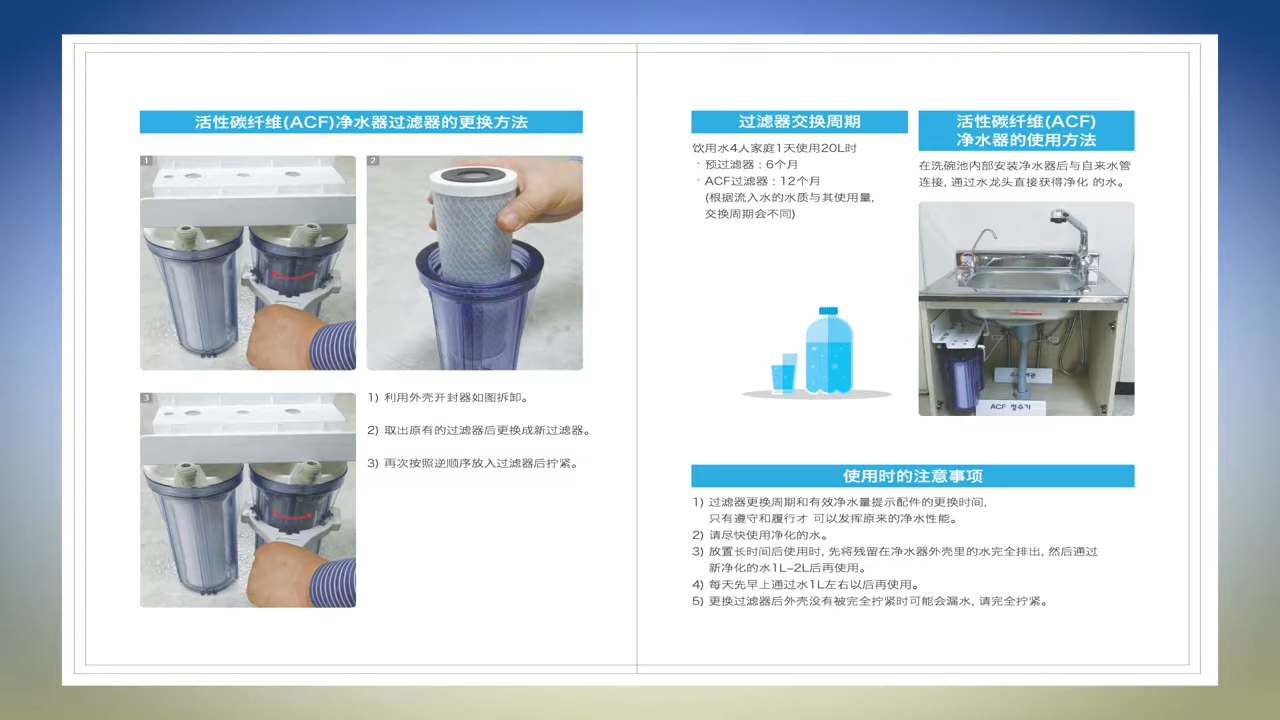 活性碳纤维(ACF)净水器过滤器的更换方法
1
2
3
1) 利用外壳开封器如图拆卸。
2) 取出原有的过滤器后更换成新过滤器。
3) 再次按照逆顺序放入过滤器后拧紧。
过滤器交换周期
饮用水4人家庭1天使用20L时
· 预过滤器 : 6个月
· ACF过滤器 : 12个月
(根据流入水的水质与其使用量,
交换周期会不同)
活性碳纤维(ACF)
净水器的使用方法
在洗碗池内部安装净水器后与自来水管
连接, 通过水龙头直接获得净化 的水。
ACF 정수기
使用时的注意事项
1) 过滤器更换周期和有效净水量提示配件的更换时间,
只有遵守和履行才 可以发挥原来的净水性能。
2) 请尽快使用净化的水。
3) 放置长时间后使用时, 先将残留在净水器外壳里的水完全排出, 然后通过
新净化的水1L~2L后再使用。
4) 每天先早上通过水1L左右以后再使用。
5) 更换过滤器后外壳没有被完全拧紧时可能会漏水, 请完全拧紧。